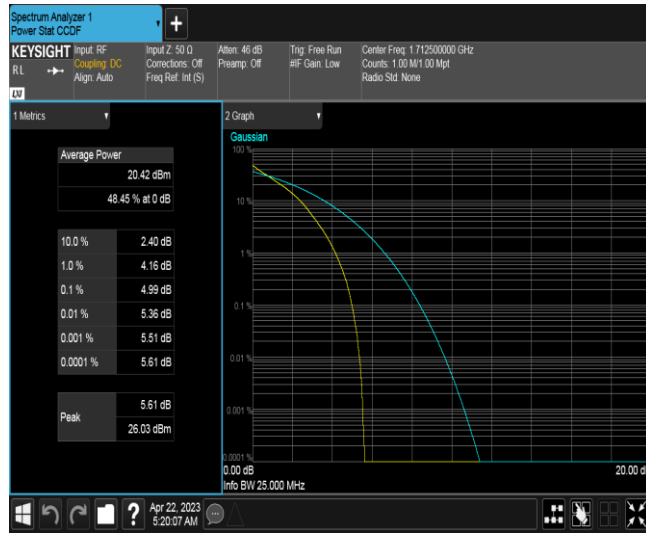 Spectrum Analyzer 1
Power Stat CCDF
+
KEYSIGHT
RL
LXI
Input: RF
Coupling: DC
Align: Auto
Input Z: 50 Ω
Corrections: Off
Freq Ref: Int (S)
Atten: 46 dB
Preamp: Off
Trig: Free Run
#IF Gain: Low
Center Freq: 1.712500000 GHz
Counts: 1.00 M/1.00 Mpt
Radio Std: None
1 Metrics
Average Power
20.42 dBm
48.45 % at 0 dB
10.0 % 2.40 dB
1.0 % 4.16 dB
0.1 % 4.99 dB
0.01 % 5.36 dB
0.001 % 5.51 dB
0.0001 % 5.61 dB
Peak
5.61 dB
26.03 dBm
2 Graph
Gaussian
100 %
10 %
1 %
0.1 %
0.01 %
0.001 %
0.0001 %
0.00 dB
20.00 d
Info BW 25.000 MHz
?
Apr 22, 2023
5:20:07 AM